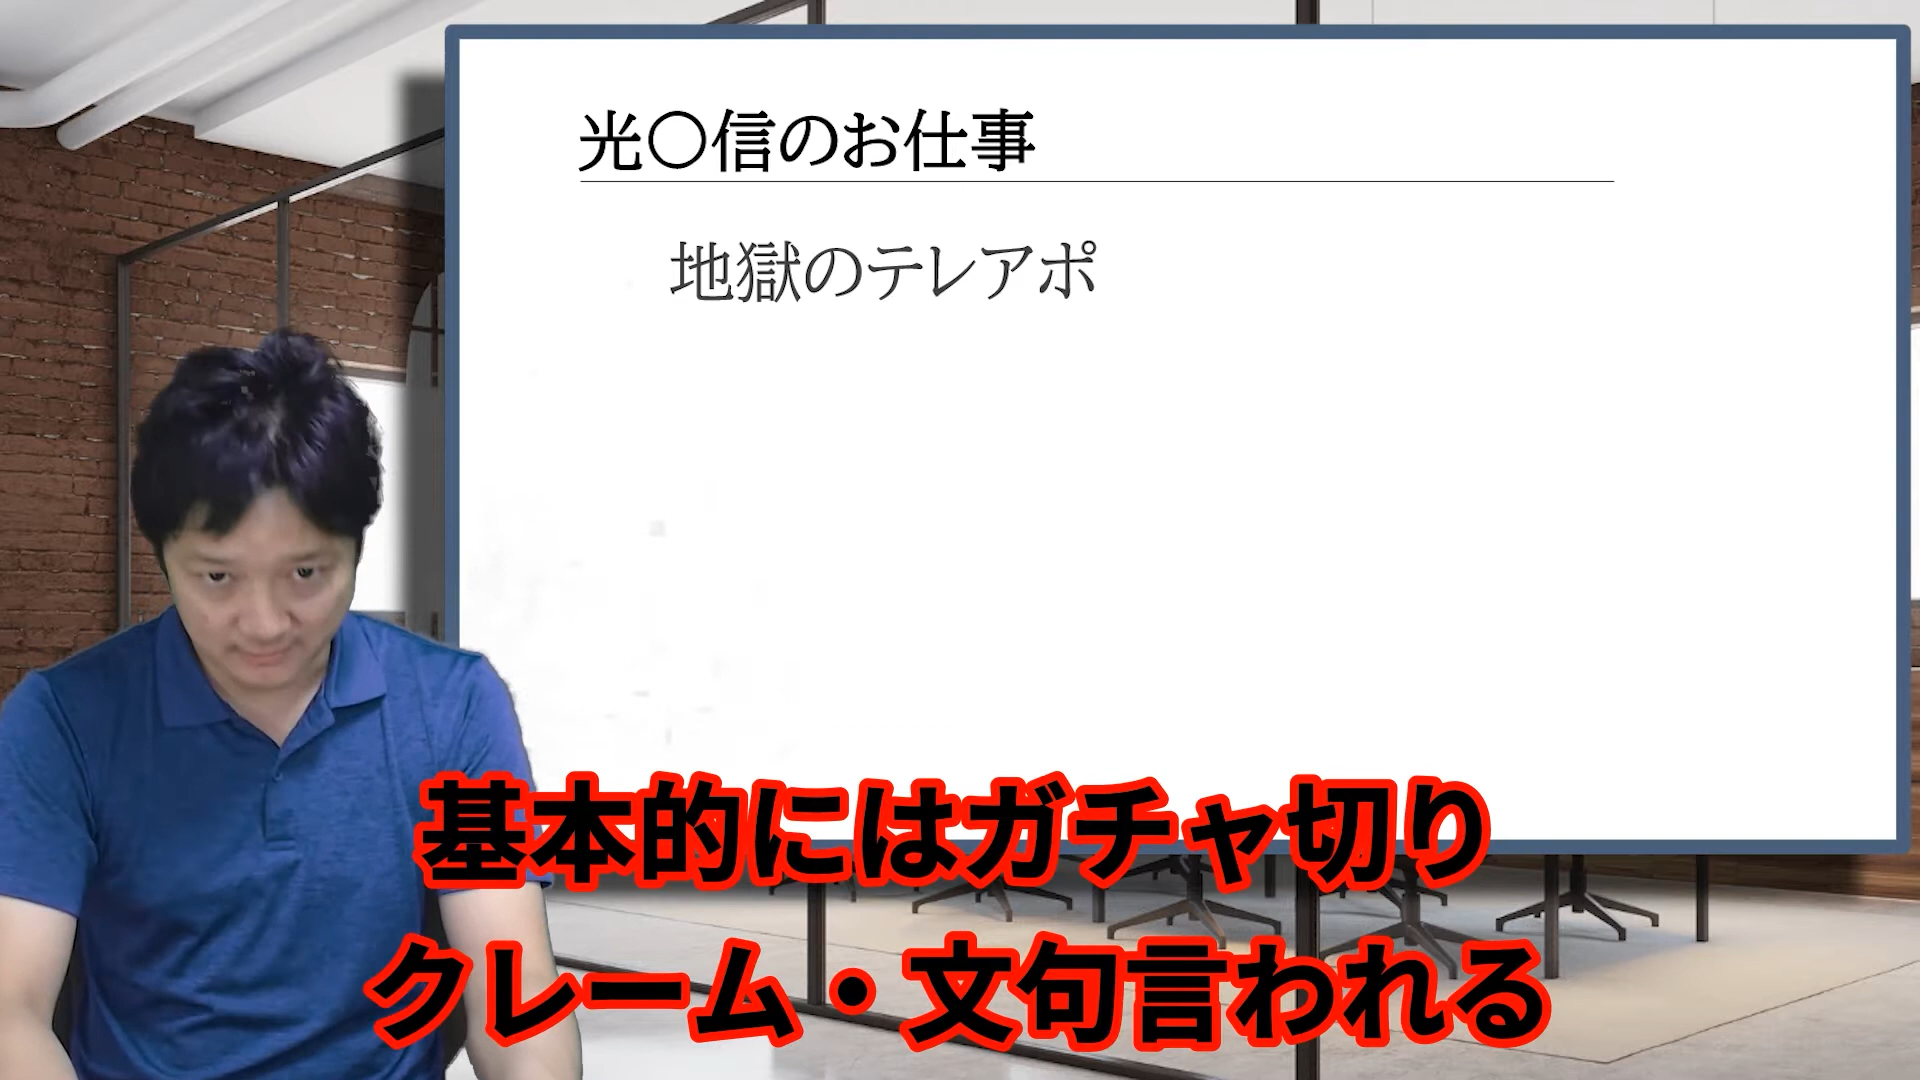 光〇信のお仕事
地獄のテレアポ
基本的にはガチャ切り
クレーム・文句言われる